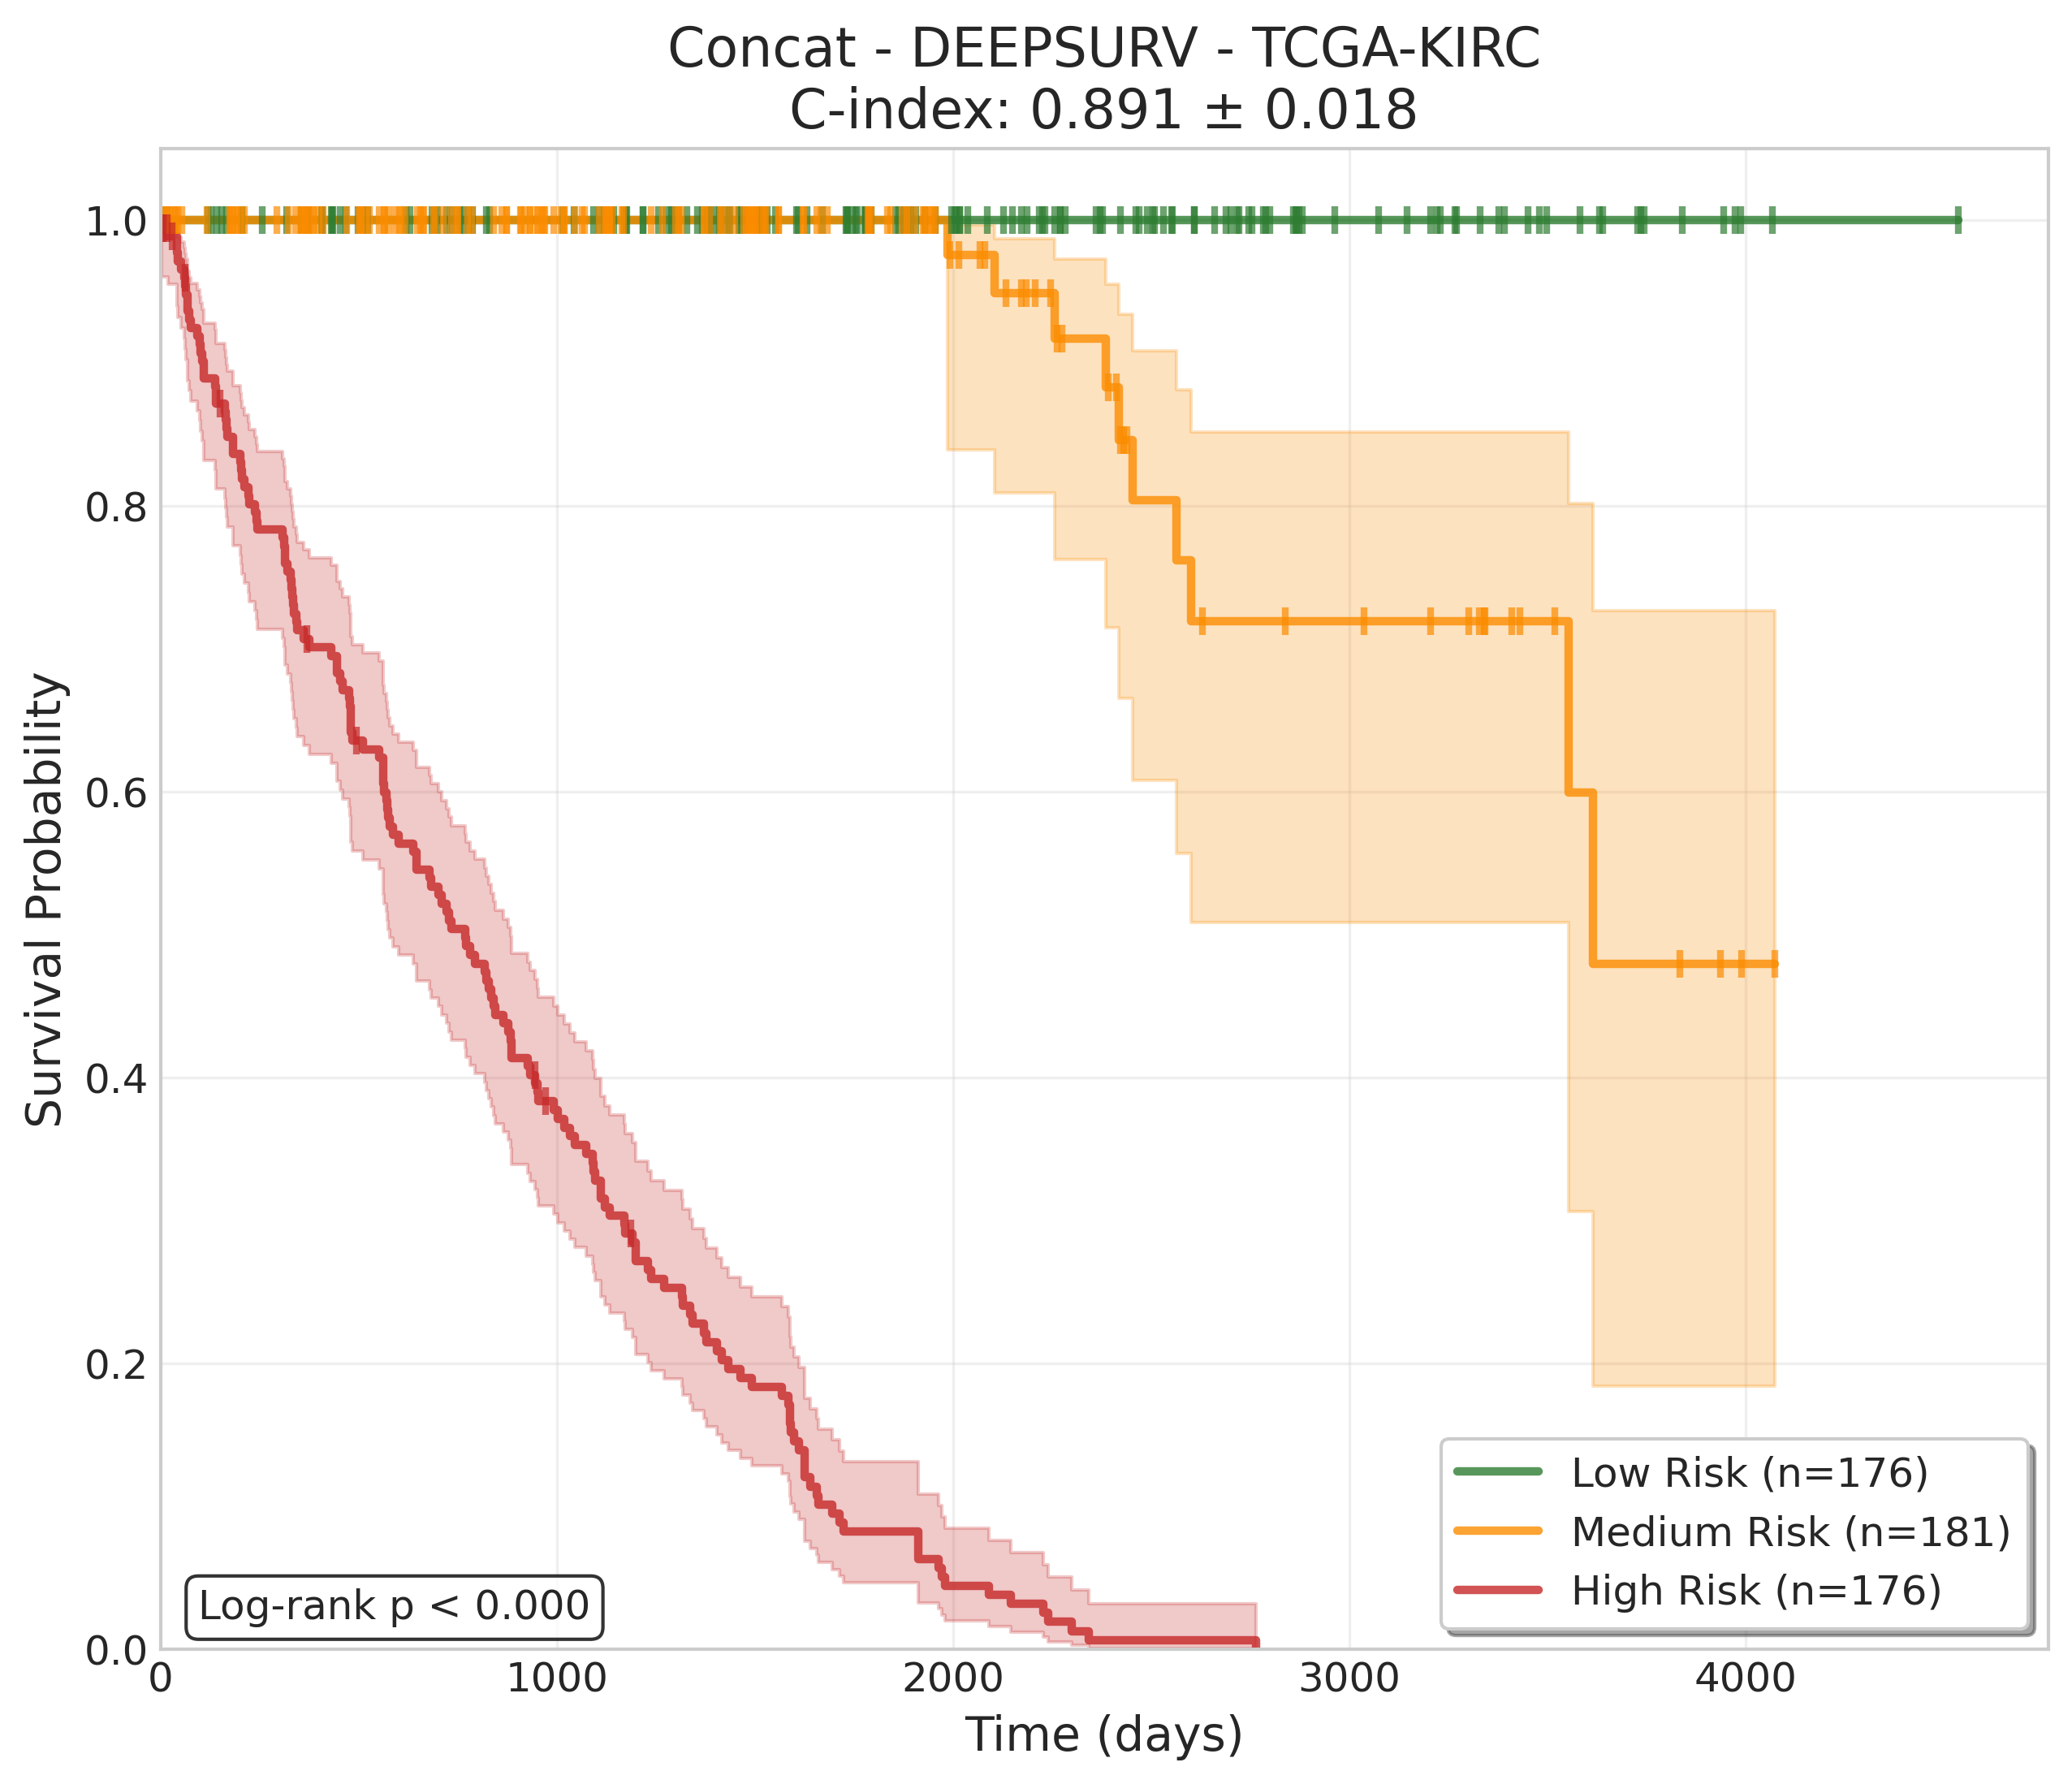 Concat - DEEPSURV - TCGA-KIRC
C-index: 0.891 ± 0.018
Survival Probability
1.0
0.8
0.6
0.4
0.2
0.0
Log-rank p < 0.000
Low Risk (n=176)
Medium Risk (n=181)
High Risk (n=176)
0 1000 2000 3000 4000
Time (days)